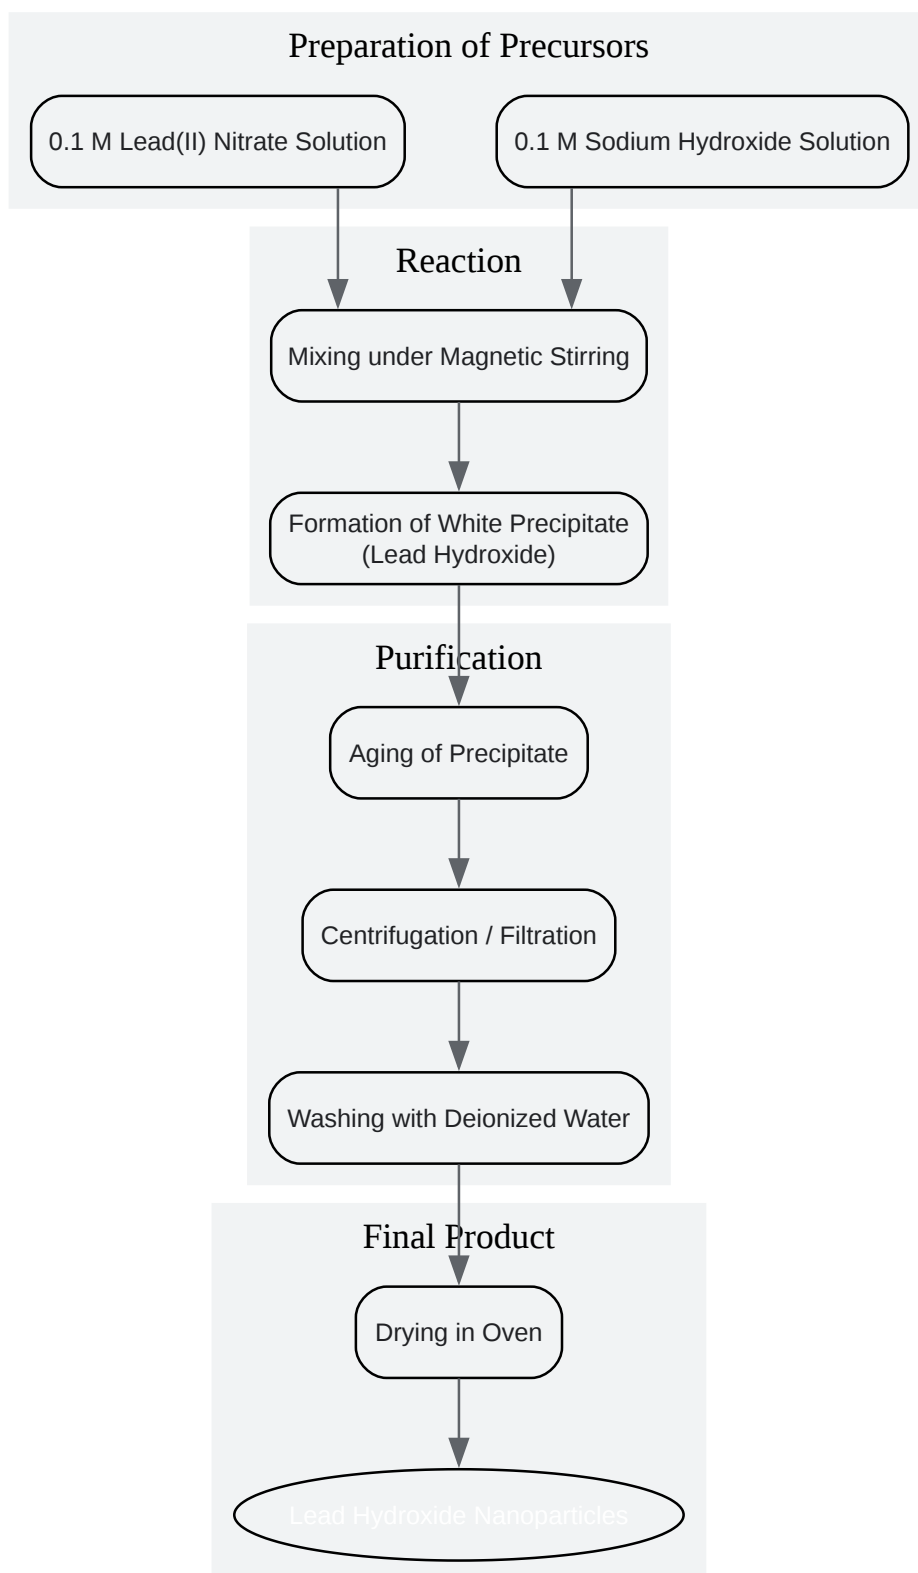 Preparation of Precursors
0.1 M Lead(II) Nitrate Solution
0.1 M Sodium Hydroxide Solution
Reaction
Mixing under Magnetic Stirring
Formation of White Precipitate
(Lead Hydroxide)
Purification
Aging of Precipitate
Centrifugation / Filtration
Washing with Deionized Water
Final Product
Drying in Oven
Lead Hydroxide Nanoparticles